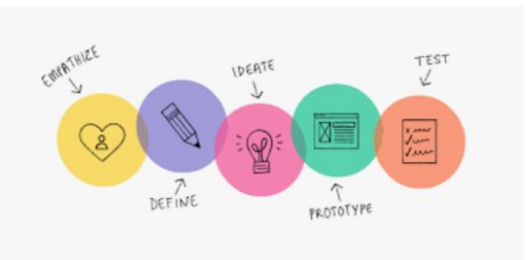 EMPATHIZE
DEFINE
IDEATE
PROTOTYPE
TEST